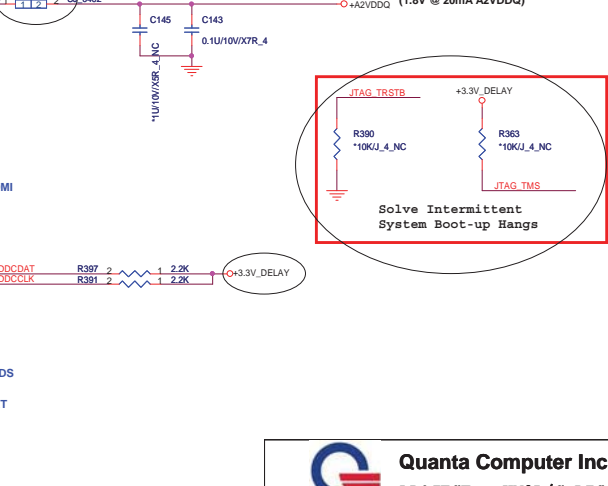 1 2 2
+A2VDDQ
(1.8V @ 20mA A2VDDQ)
C145
C143
0.1U/10V/X7R_4
*1U/10V/X5R_4_NC
JTAG_TRSTB
+3.3V_DELAY
R390
*10K/J_4_NC
R363
*10K/J_4_NC
JTAG_TMS
Solve Intermittent
System Boot-up Hangs
MI
DDCDAT R397 2 1 2.2K
DDCCLK R391 2 1 2.2K
+3.3V_DELAY
DS
T
Quanta Computer Inc